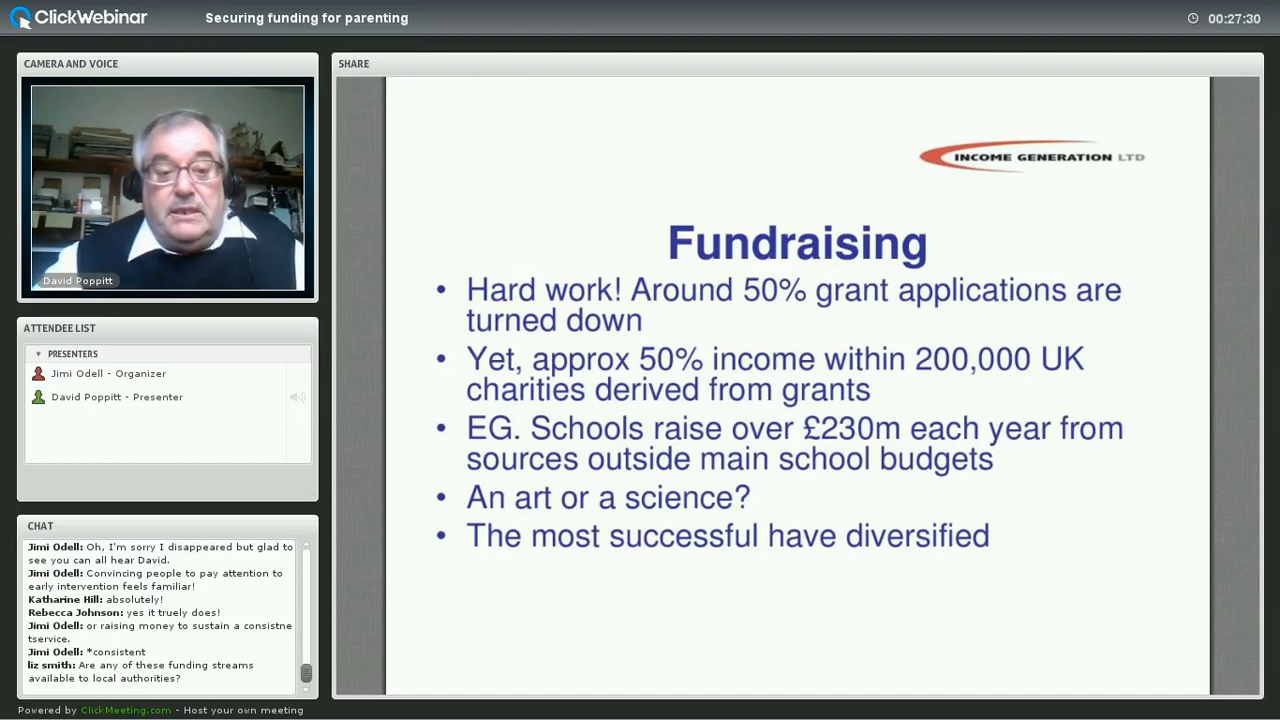 ClickWebinar
Securing funding for parenting
00:27:30
CAMERA AND VOICE
David Poppitt
ATTENDEE LIST
PRESENTERS
Jimi Odell - Organizer
David Poppitt - Presenter
CHAT
Jimi Odell: Oh, I'm sorry I disappeared but glad to
see you can all hear David.
Jimi Odell: Convincing people to pay attention to
early intervention feels familiar!
Katharine Hill: absolutely!
Rebecca Johnson: yes it truely does!
Jimi Odell: or raising money to sustain a consistne
tservice.
Jimi Odell: *consistent
liz smith: Are any of these funding streams
available to local authorities?
SHARE
INCOME GENERATION LTD
Fundraising
• Hard work! Around 50% grant applications are
turned down
• Yet, approx 50% income within 200,000 UK
charities derived from grants
• EG. Schools raise over £230m each year from
sources outside main school budgets
• An art or a science?
• The most successful have diversified
Powered by ClickMeeting.com - Host your own meeting